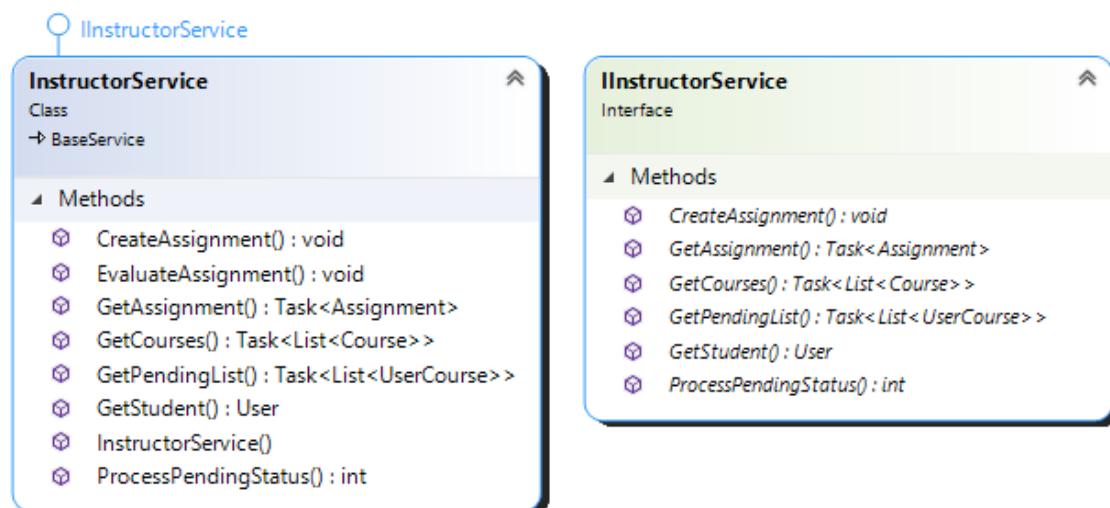 IInstructorService
InstructorService
Class
BaseService
Methods
CreateAssignment() : void
EvaluateAssignment() : void
GetAssignment() : Task<Assignment>
GetCourses() : Task<List<Course>>
GetPendingList() : Task<List<UserCourse>>
GetStudent() : User
InstructorService()
ProcessPendingStatus() : int
IInstructorService
Interface
Methods
CreateAssignment() : void
GetAssignment() : Task<Assignment>
GetCourses() : Task<List<Course>>
GetPendingList() : Task<List<UserCourse>>
GetStudent() : User
ProcessPendingStatus() : int